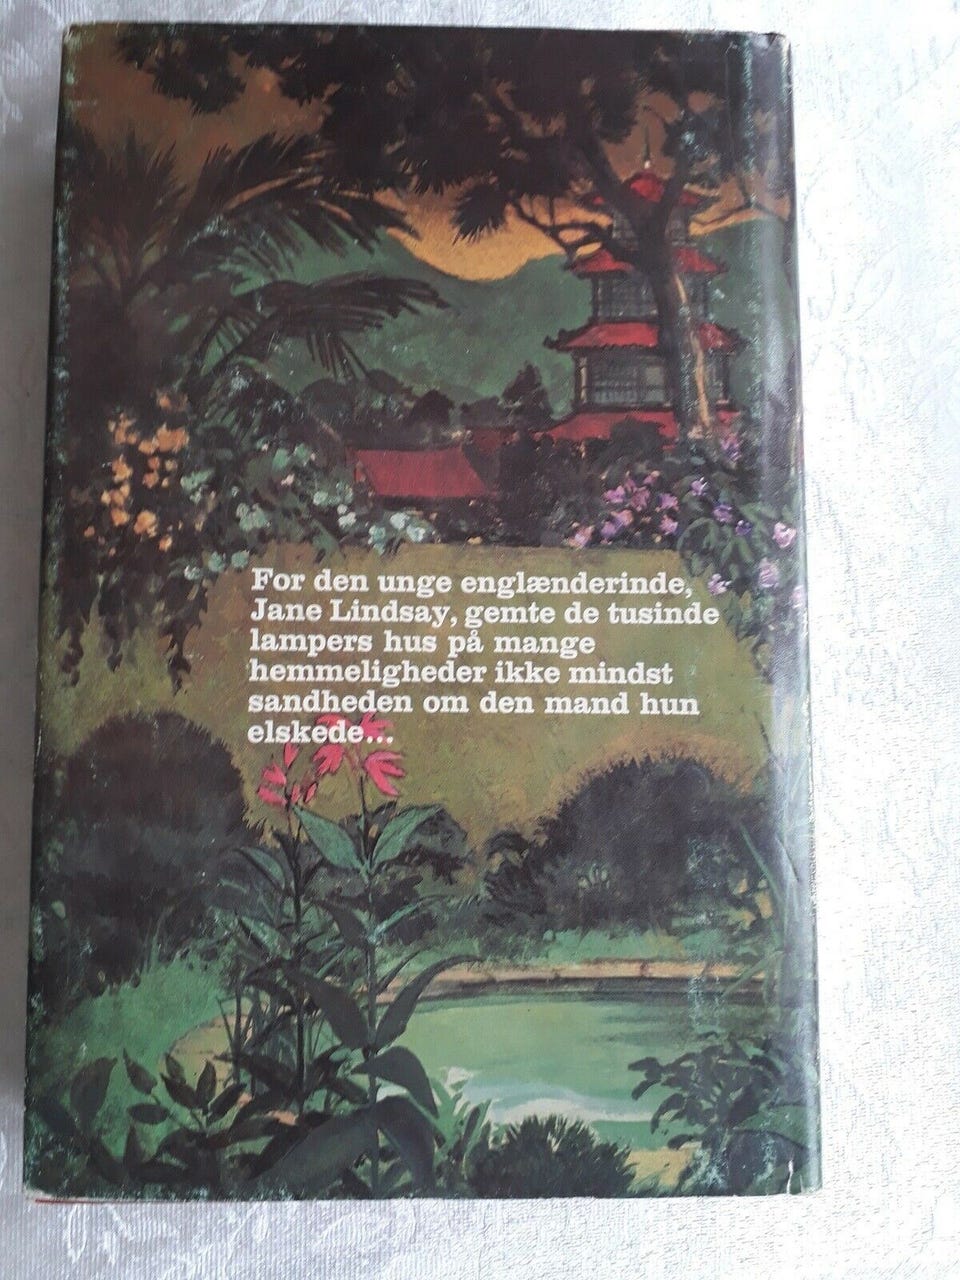 For den unge englænderinde,
Jane Lindsay, gemte de tusinde
lampers hus på mange
hemmeligheder ikke mindst
sandheden om den mand hun
elskede...